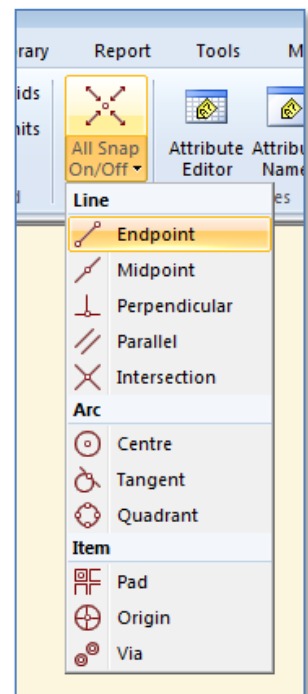 Report Tools
All Snap On/Off
Attribute Editor
Line
Endpoint
Midpoint
Perpendicular
Parallel
Intersection
Arc
Centre
Tangent
Quadrant
Item
Pad
Origin
Via